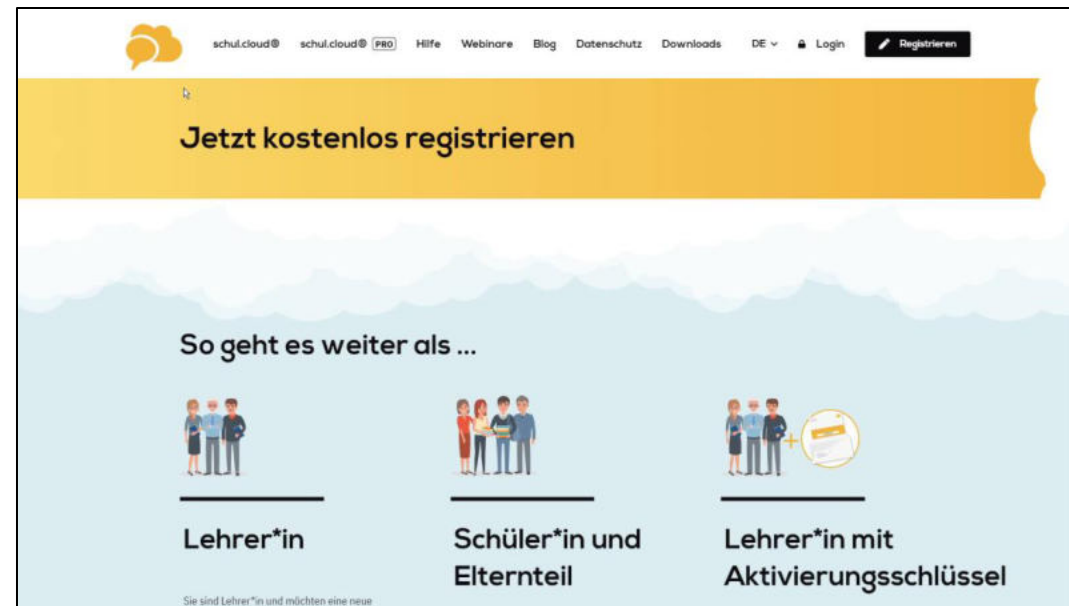 schul.cloud® schul.cloud® PRO Hilfe Webinare Blog Datenschutz Downloads DE Login Registrieren
Jetzt kostenlos registrieren
So geht es weiter als ...
Lehrer*in
Schüler*in und
Elternteil
Lehrer*in mit
Aktivierungsschlüssel
Sie sind Lehrer*in und möchten eine neue